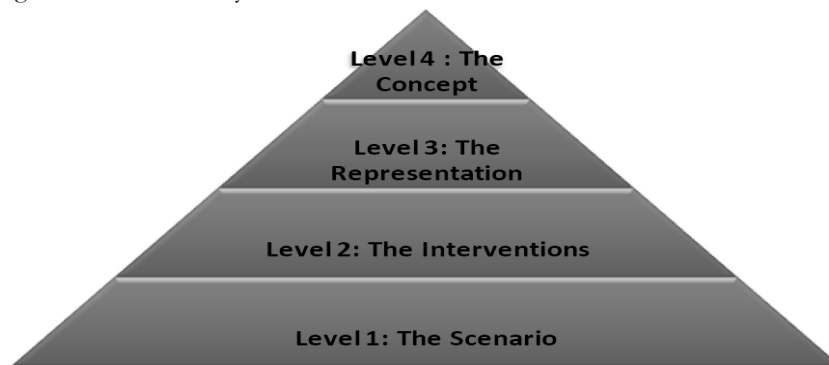 Level 4 : The
Concept
Level 3: The
Representation
Level 2: The Interventions
Level 1: The Scenario